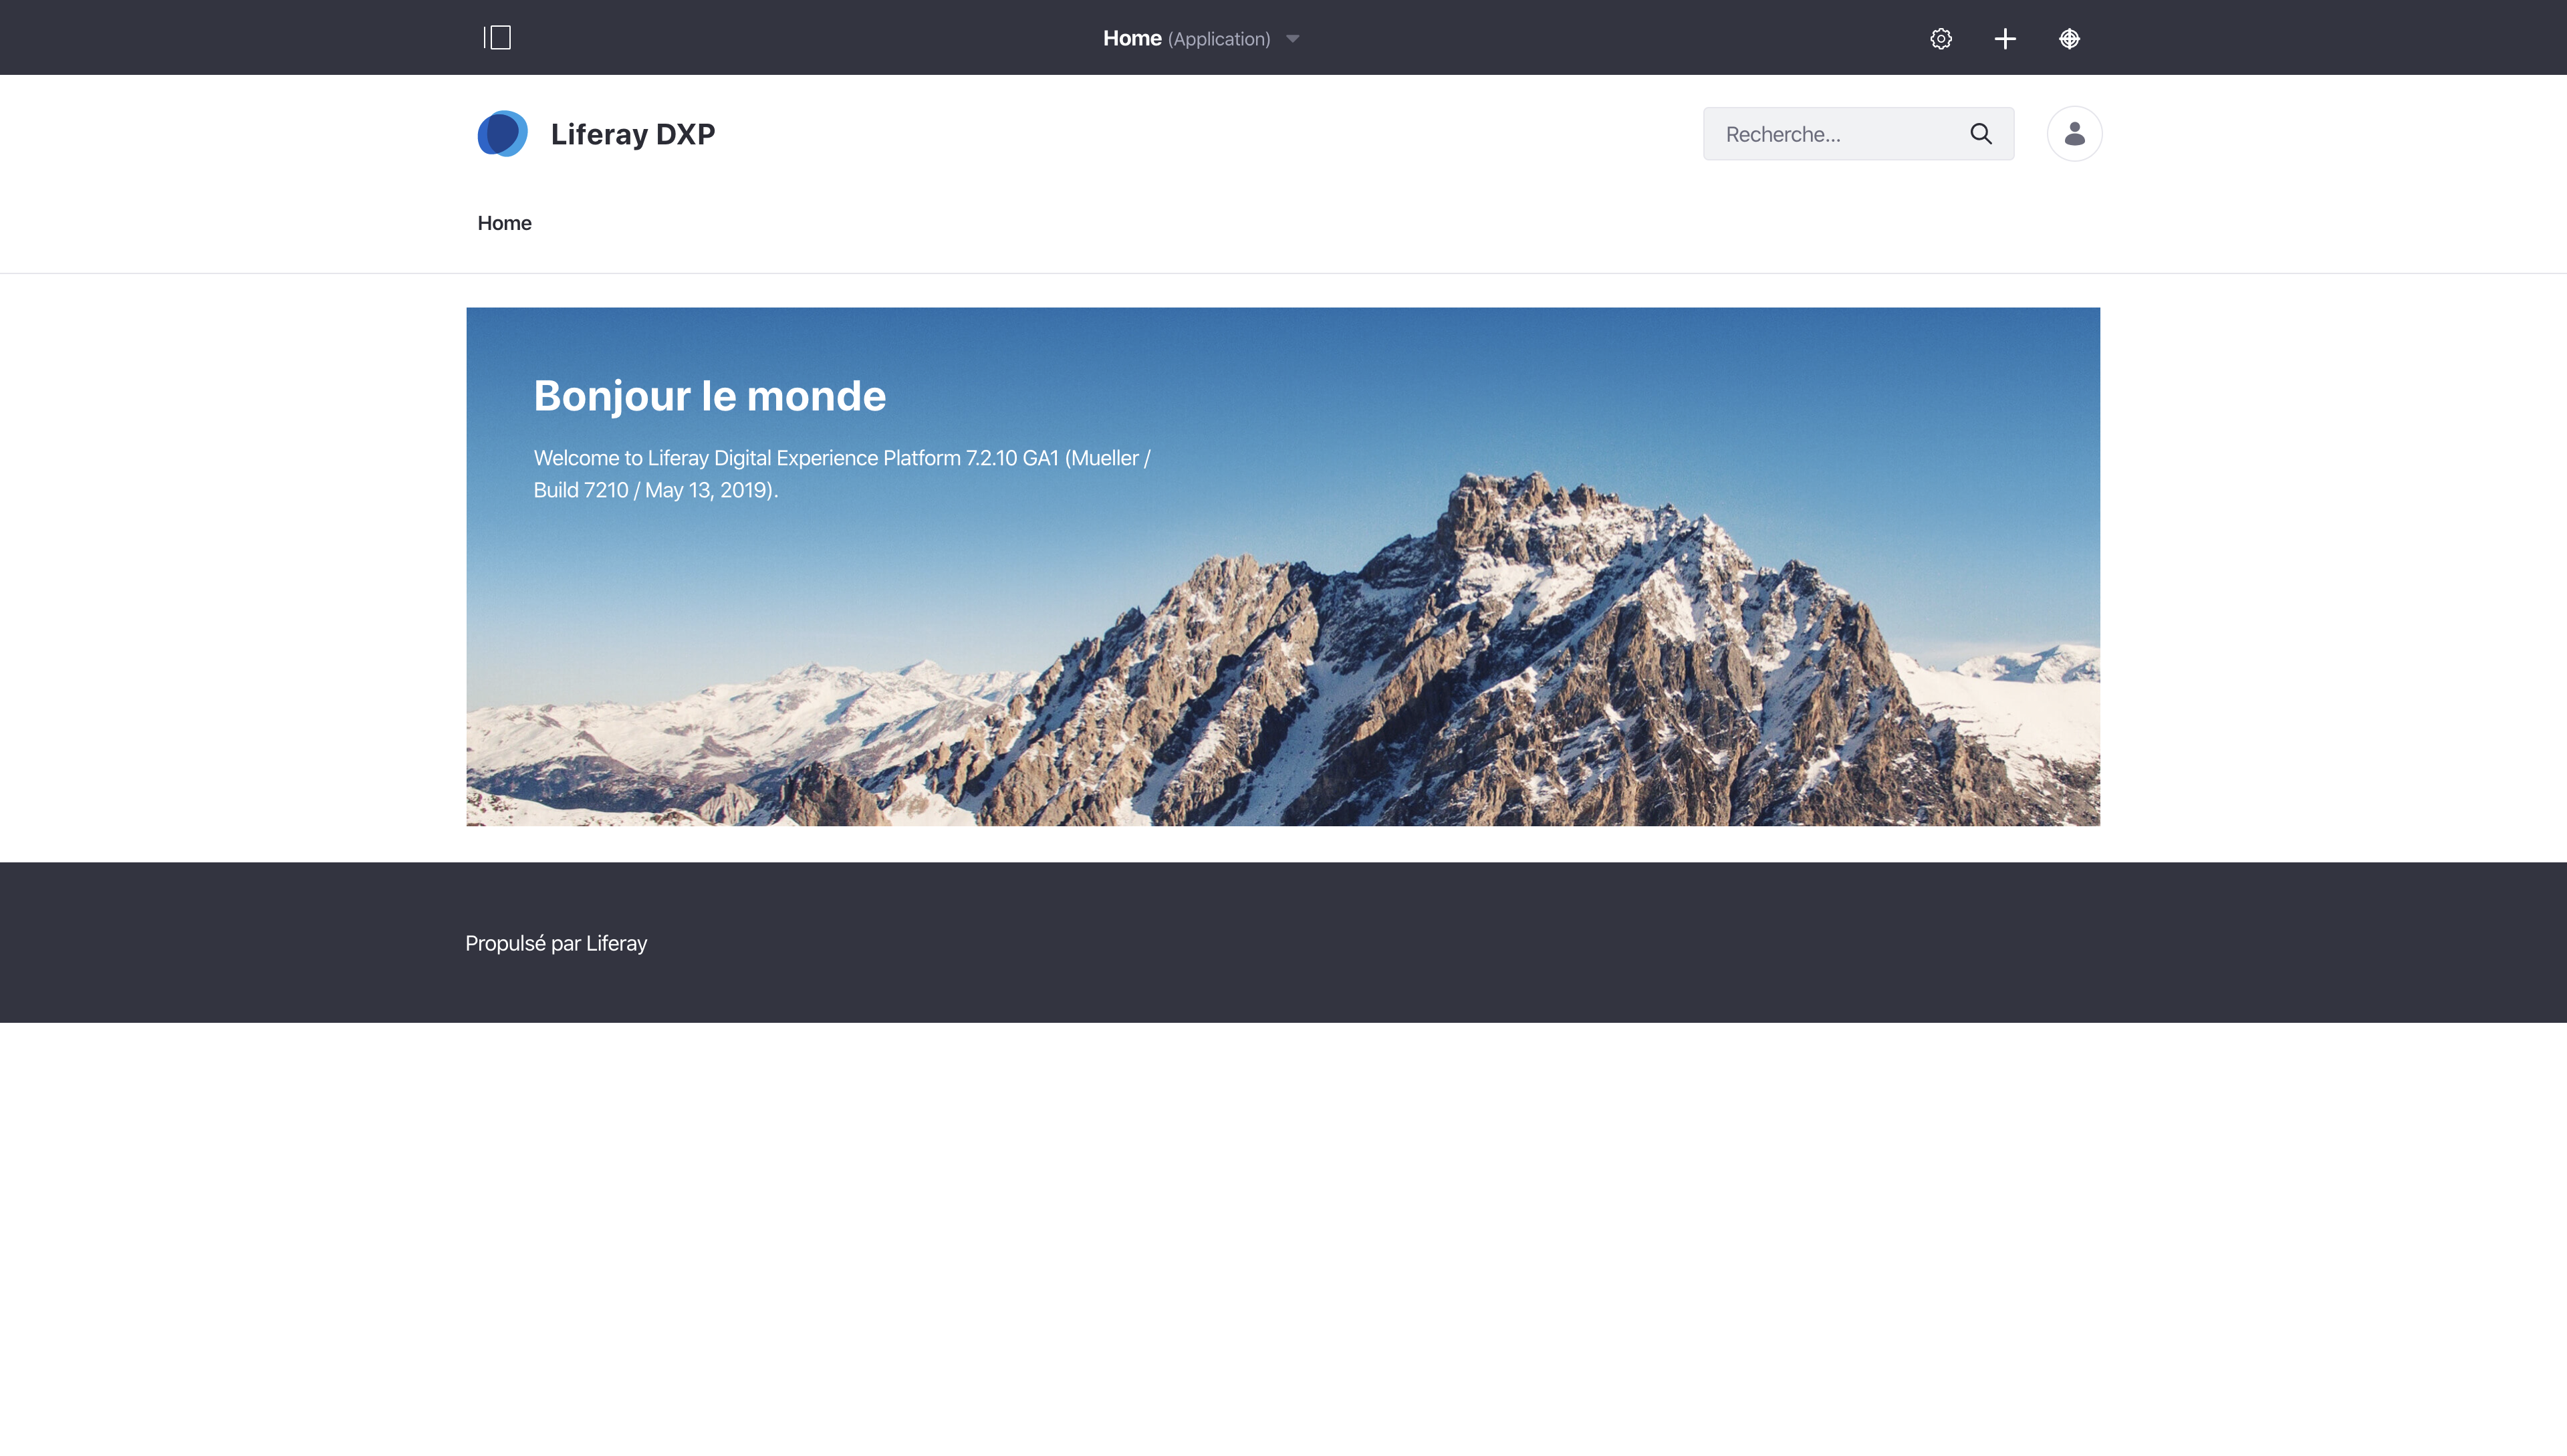 Home (Application)
Liferay DXP
Recherche...
Home
Bonjour le monde
Welcome to Liferay Digital Experience Platform 7.2.10 GA1 (Mueller /
Build 7210 / May 13, 2019).
Propulsé par Liferay